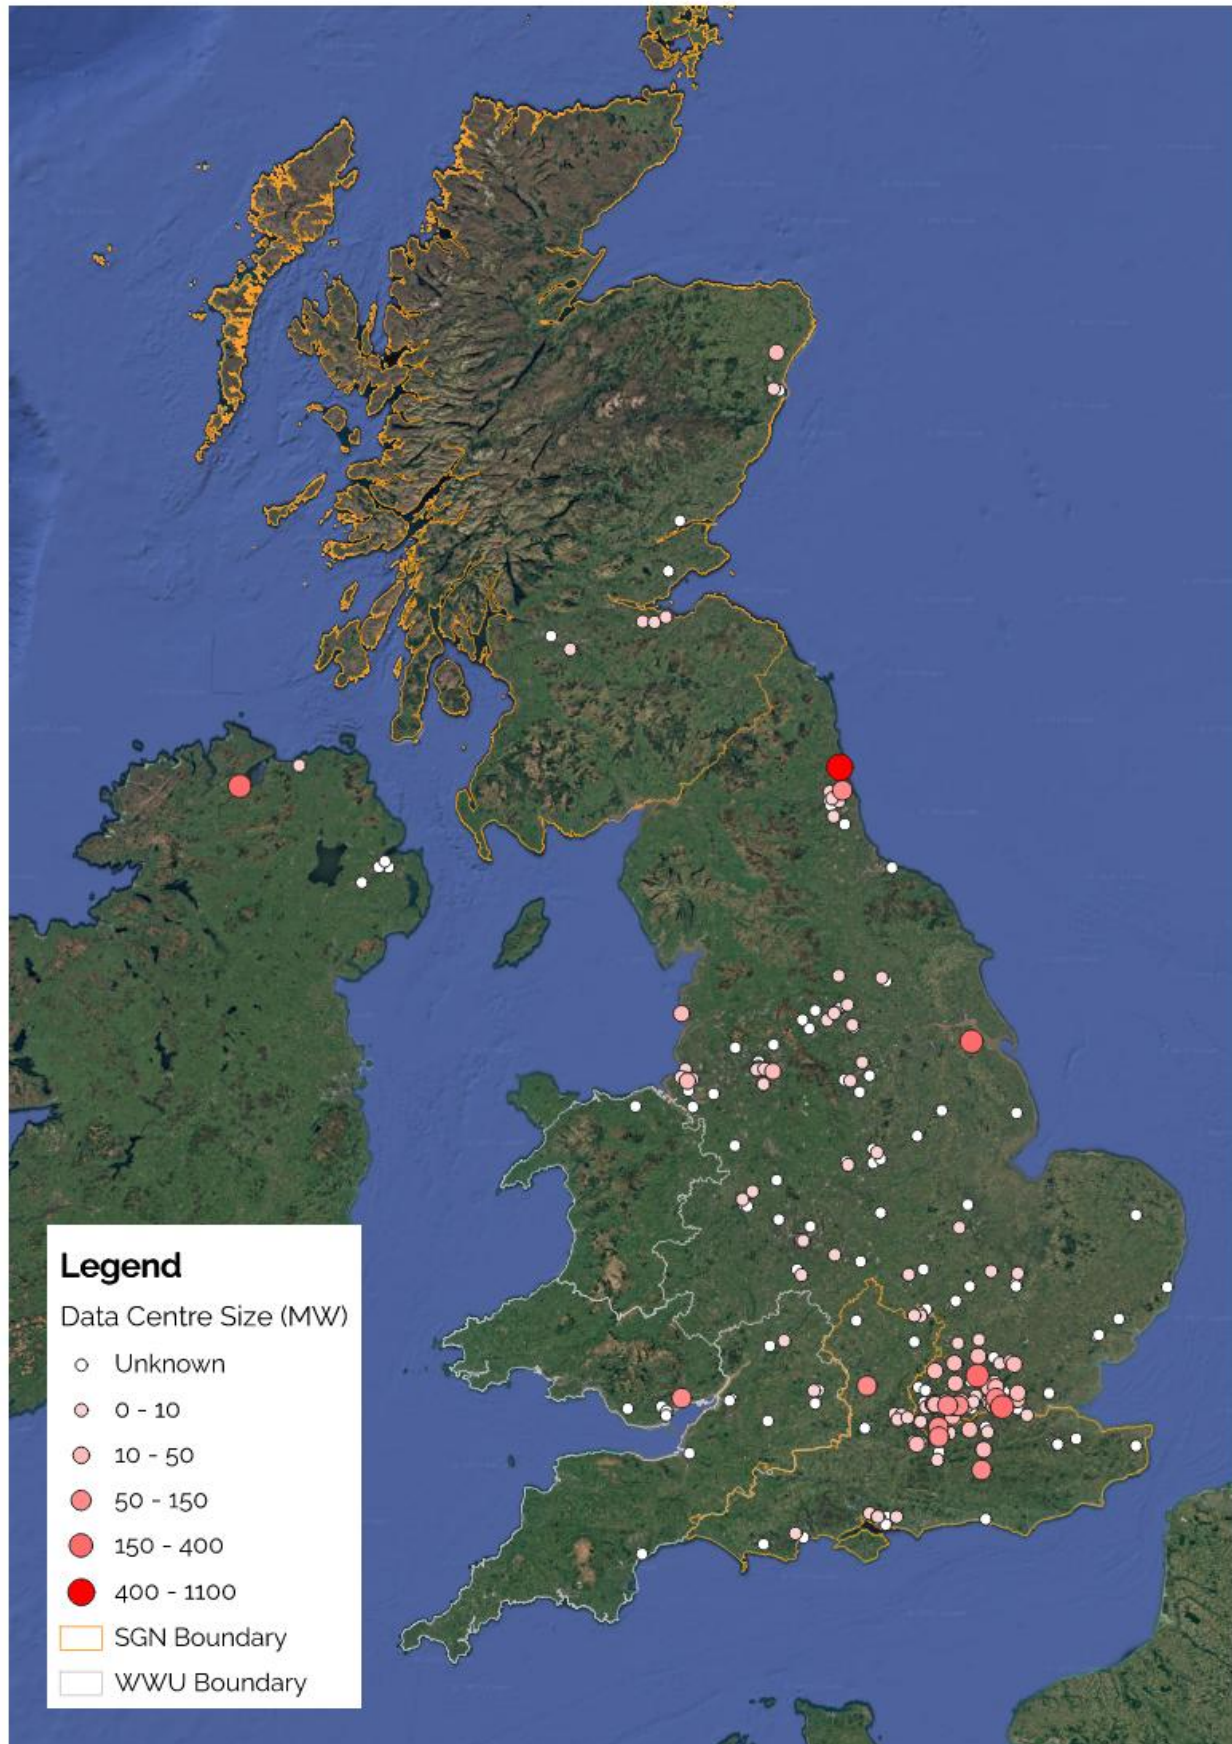 Legend
Data Centre Size (MW)
Unknown
0 - 10
10 - 50
50 - 150
150 - 400
400 - 1100
SGN Boundary
WWU Boundary